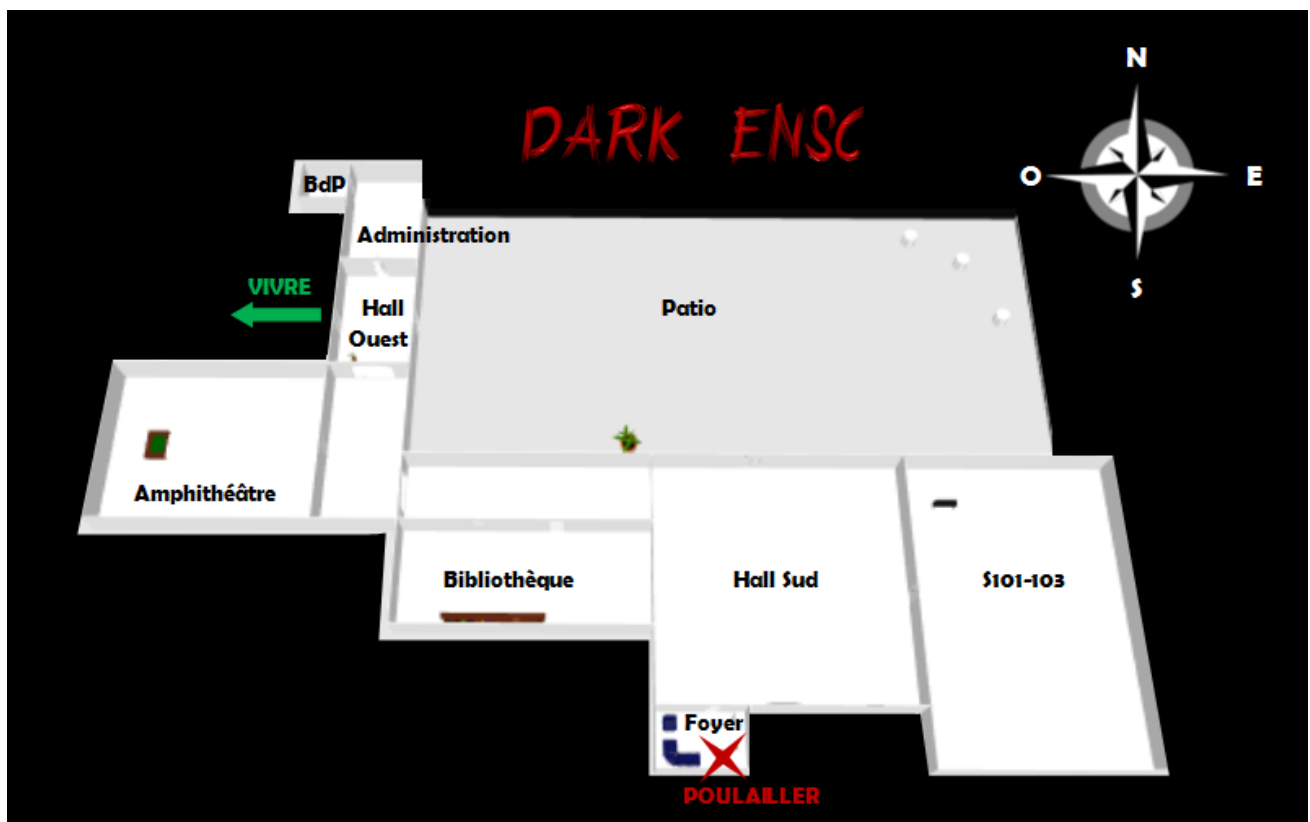 N
DARK ENSC
O
E
BdP
Administration
S
VIVRE
Hall
Ouest
Patio
Amphithéâtre
Bibliothèque
Hall Sud
S101-103
Foyer
POULAILLER